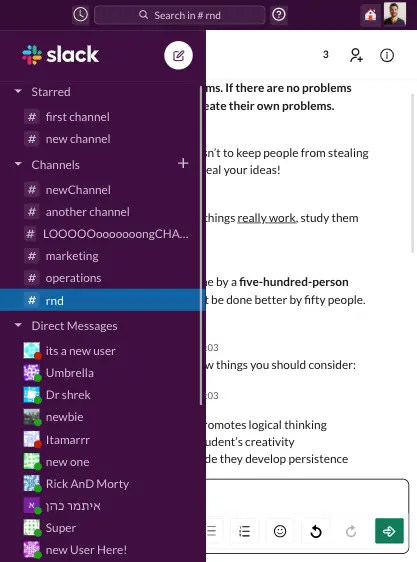 Search in # rnd
slack
3
Starred
# first channel
# new channel
Channels
# newChannel
# another channel
# LOOOOOooooooongCHA...
# marketing
# operations
# rnd
Direct Messages
its a new user
Umbrella
Dr shrek
newbie
Itamarrr
new one
Rick AnD Morty
איתמר כהן
Super
new User Here!
ms. If there are no problems
eate their own problems.
n't to keep people from stealing
eal your ideas!
things really work, study them
ne by a five-hundred-person
t be done better by fifty people.
:03
w things you should consider:
:03
romotes logical thinking
udent's creativity
de they develop persistence